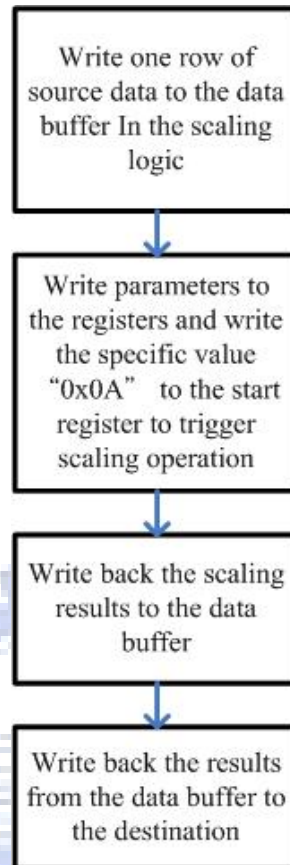 Write one row of
source data to the data
buffer In the scaling
logic
Write parameters to
the registers and write
the specific value
“0x0A” to the start
register to trigger
scaling operation
Write back the scaling
results to the data
buffer
Write back the results
from the data buffer to
the destination